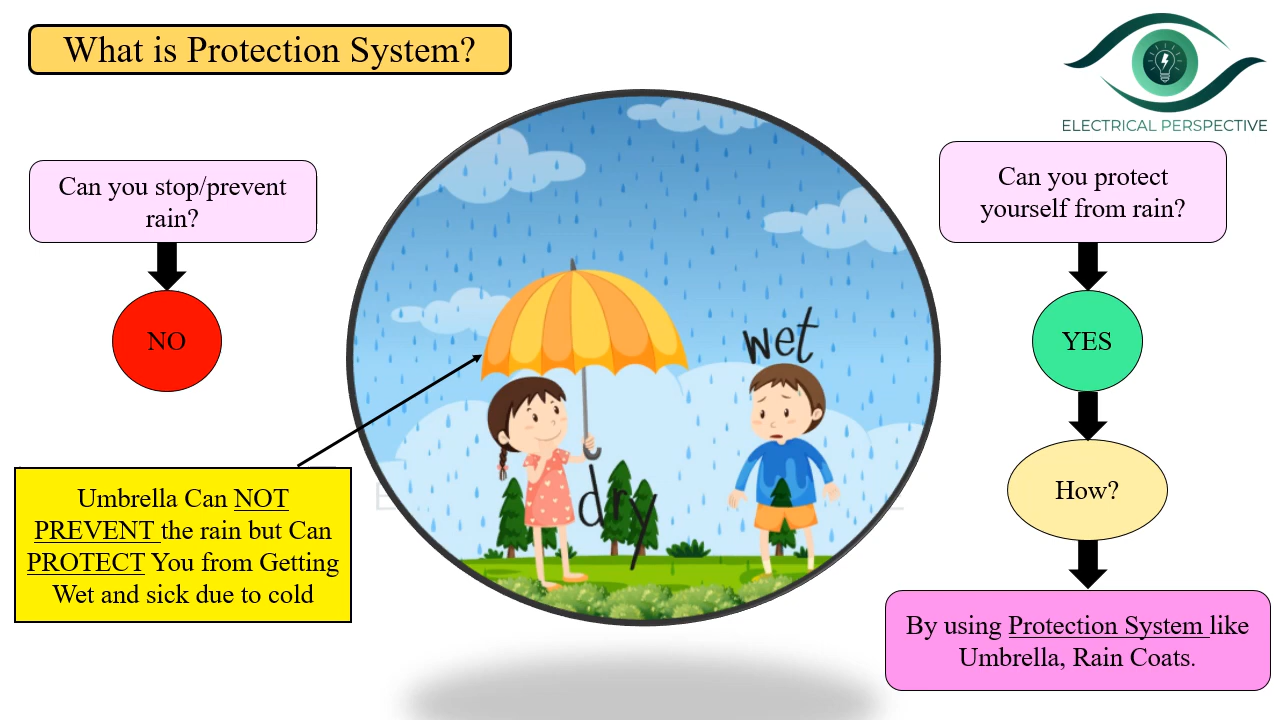 What is Protection System?
ELECTRICAL PERSPECTIVE
Can you stop/prevent
rain?
NO
Umbrella Can NOT
PREVENT the rain but Can
PROTECT You from Getting
Wet and sick due to cold
wet
dry
Can you protect
yourself from rain?
YES
How?
By using Protection System like
Umbrella, Rain Coats.